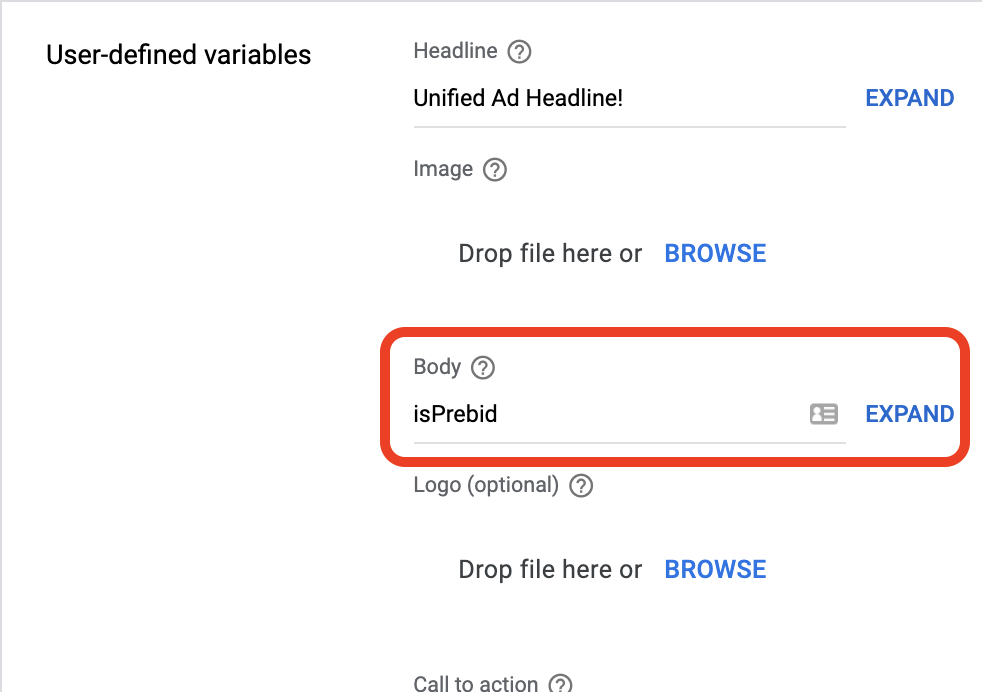 User-defined variables
Headline
Unified Ad Headline!
EXPAND
Image
Drop file here or BROWSE
Body
isPrebid
EXPAND
Logo (optional)
Drop file here or BROWSE
Call to action